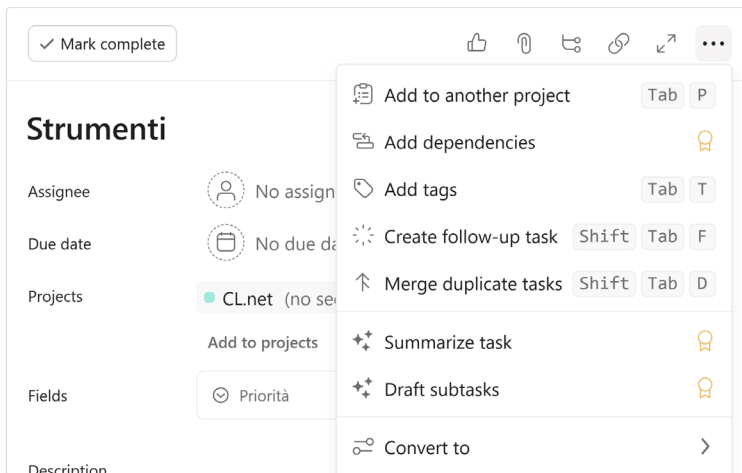 Mark complete
Strumenti
Assignee
No assign
Due date
No due da
Projects
CL.net (no sec
Add to projects
Fields
Priorità
Description
Add to another project Tab P
Add dependencies
Add tags Tab T
Create follow-up task Shift Tab F
Merge duplicate tasks Shift Tab D
Summarize task
Draft subtasks
Convert to